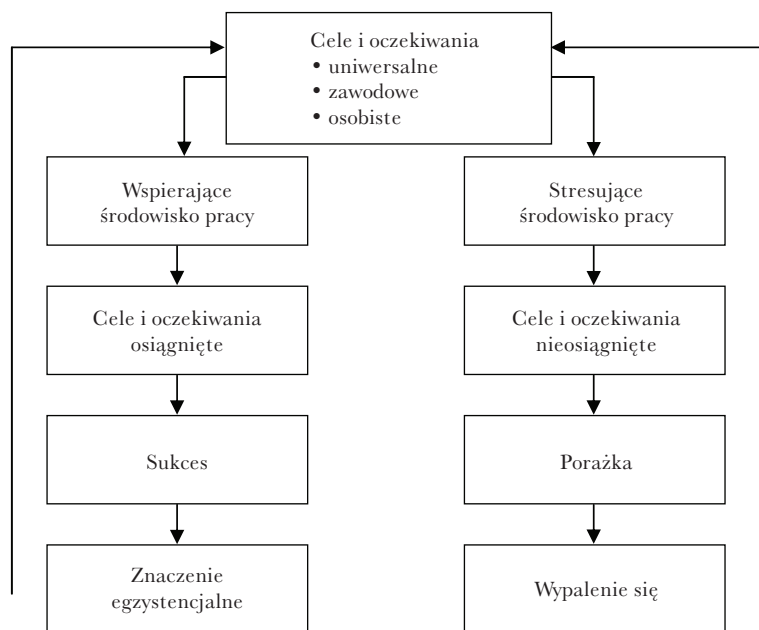 Cele i oczekiwania
• uniwersalne
• zawodowe
• osobiste
Wspierające
środowisko pracy
Stresujące
środowisko pracy
Cele i oczekiwania
osiągnięte
Cele i oczekiwania
nieosiągnięte
Sukces
Porażka
Znaczenie
egzystencjalne
Wypalenie się